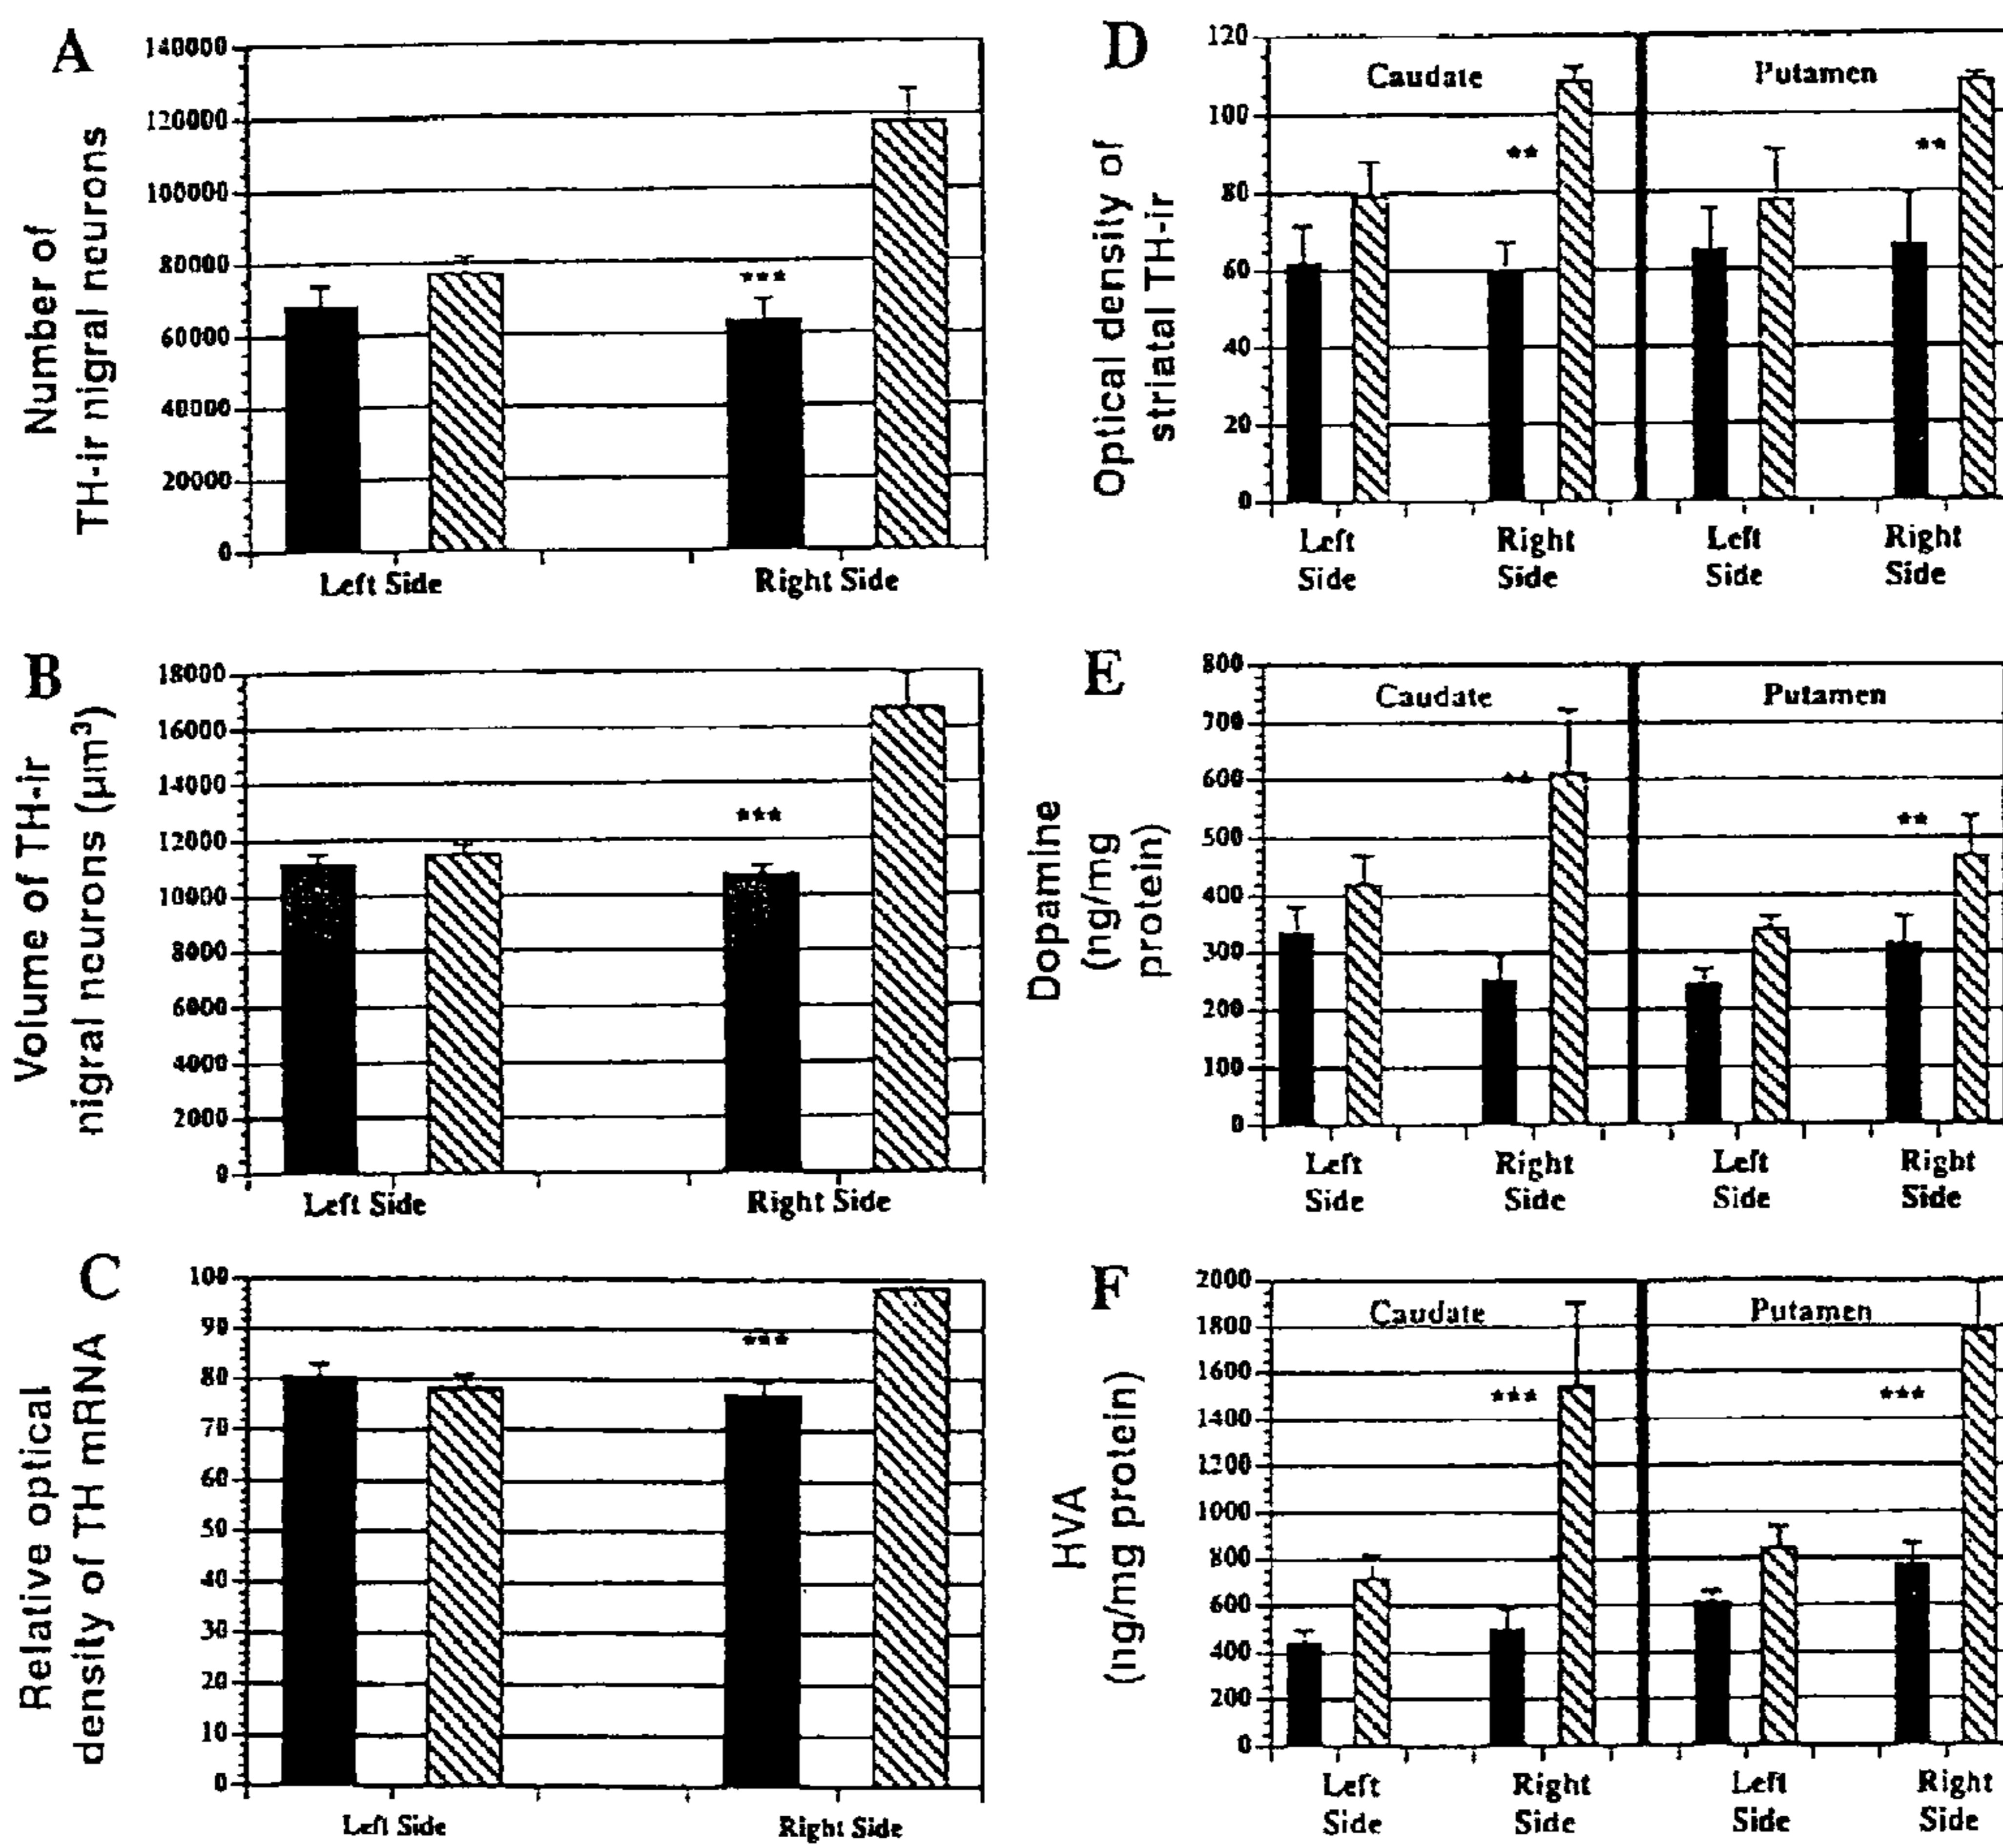 A
Number of
TH-ir nigral neurons
140000
120000
100000
80000
60000
40000
20000
0
***
Left Side
Right Side
B
Volume of TH-ir
nigral neurons (µm³)
18000
16000
14000
12000
10000
8000
6000
4000
2000
0
***
Left Side
Right Side
C
Relative optical
density of TH mRNA
100
90
80
70
60
50
40
30
20
10
0
***
Left Side
Right Side
D
Optical density of
striatal TH-ir
120
100
80
60
40
20
0
Caudate
Putamen
**
**
Left
Side
Right
Side
Left
Side
Right
Side
E
Dopamine
(ng/mg
protein)
800
700
600
500
400
300
200
100
0
Caudate
Putamen
**
**
Left
Side
Right
Side
Left
Side
Right
Side
F
HVA
(ng/mg protein)
2000
1800
1600
1400
1200
1000
800
600
400
200
0
Caudate
Putamen
***
***
Left
Side
Right
Side
Left
Side
Right
Side